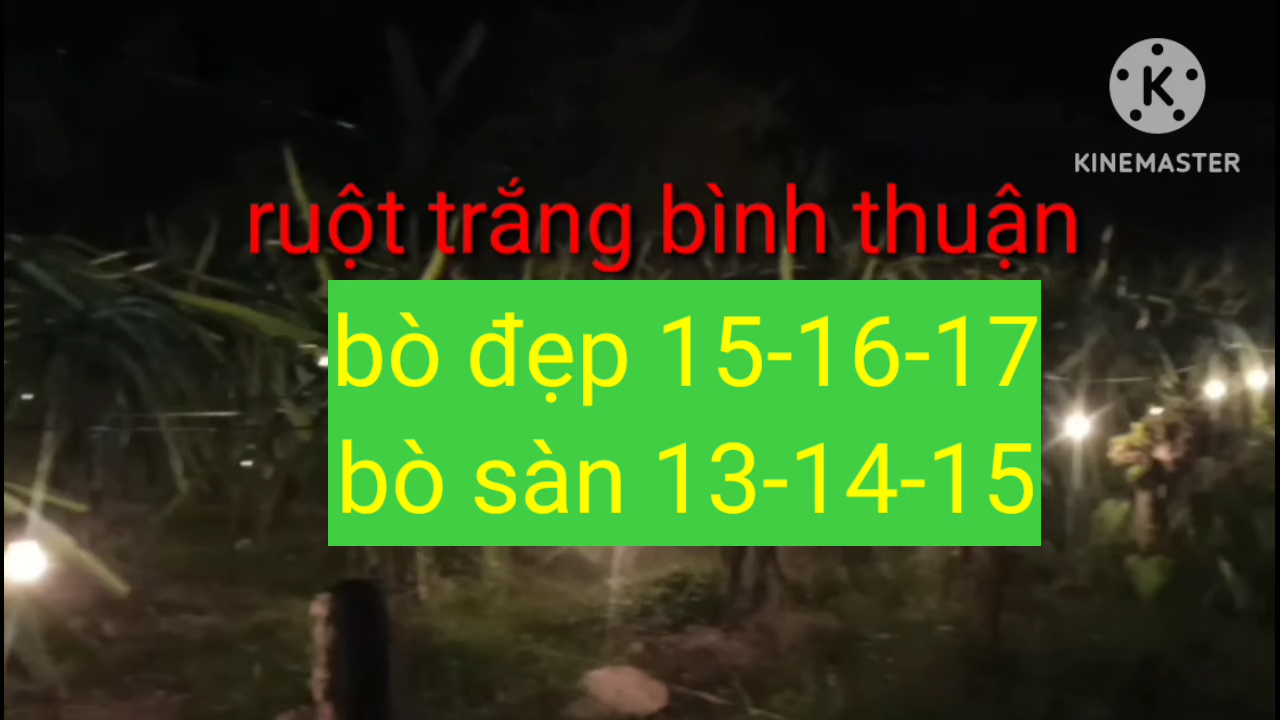 KINEMASTER
ruột trắng bình thuận
bò đẹp 15-16-17
bò sàn 13-14-15